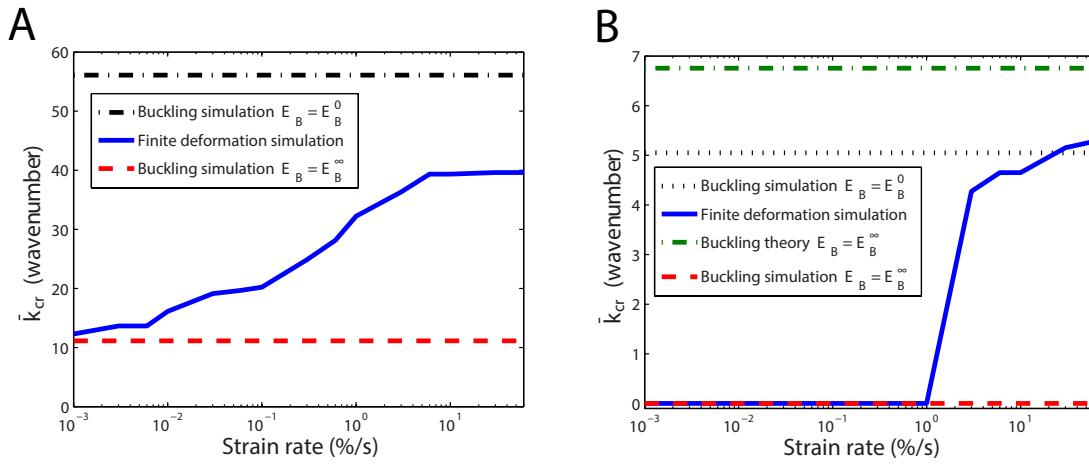 A
k̄cr (wavenumber)
60
50
40
30
20
10
0
Buckling simulation E B = E B 0
Finite deformation simulation
Buckling simulation E B = E B ∞
10−3
10−2
10−1
100
101
Strain rate (%/s)
B
k̄cr (wavenumber)
7
6
5
4
3
2
1
0
Buckling simulation E B = E B 0
Finite deformation simulation
Buckling theory E B = E B ∞
Buckling simulation E B = E B ∞
10−3
10−2
10−1
100
101
Strain rate (%/s)